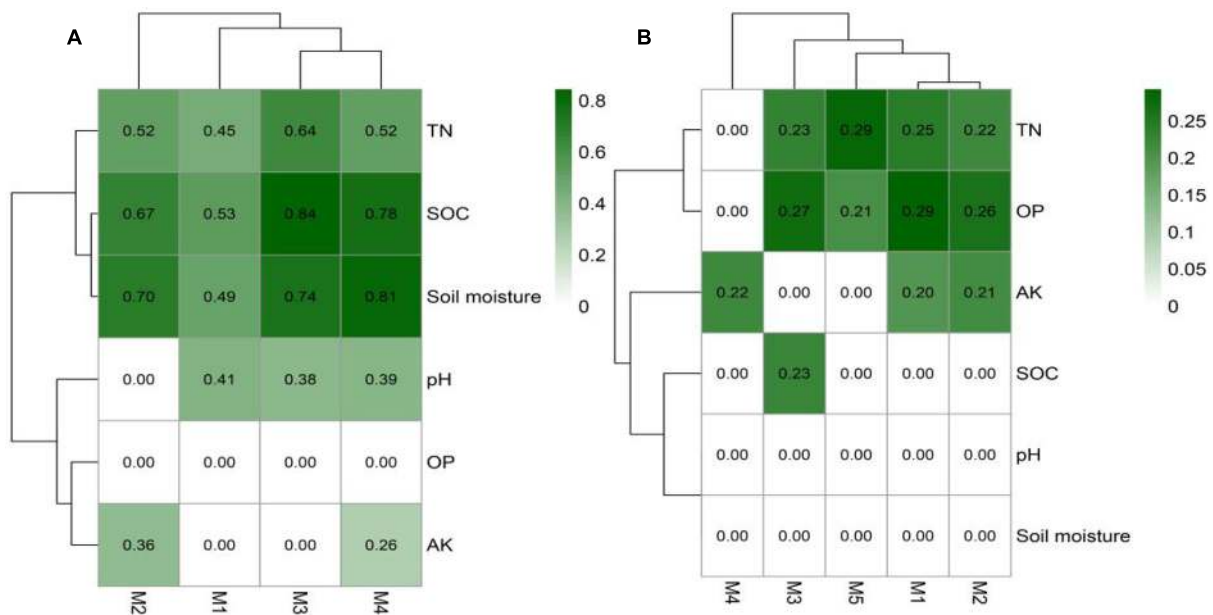 A
0.52 0.45 0.64 0.52 TN
0.67 0.53 0.84 0.78 SOC
0.70 0.49 0.74 0.81 Soil moisture
0.00 0.41 0.38 0.39 pH
0.00 0.00 0.00 0.00 OP
0.36 0.00 0.00 0.26 AK
M2 M1 M3 M4
0.8
0.6
0.4
0.2
0
B
0.00 0.23 0.29 0.25 0.22 TN
0.00 0.27 0.21 0.29 0.26 OP
0.22 0.00 0.00 0.20 0.21 AK
0.00 0.23 0.00 0.00 0.00 SOC
0.00 0.00 0.00 0.00 0.00 pH
0.00 0.00 0.00 0.00 0.00 Soil moisture
M4 M3 M5 M1 M2
0.25
0.2
0.15
0.1
0.05
0